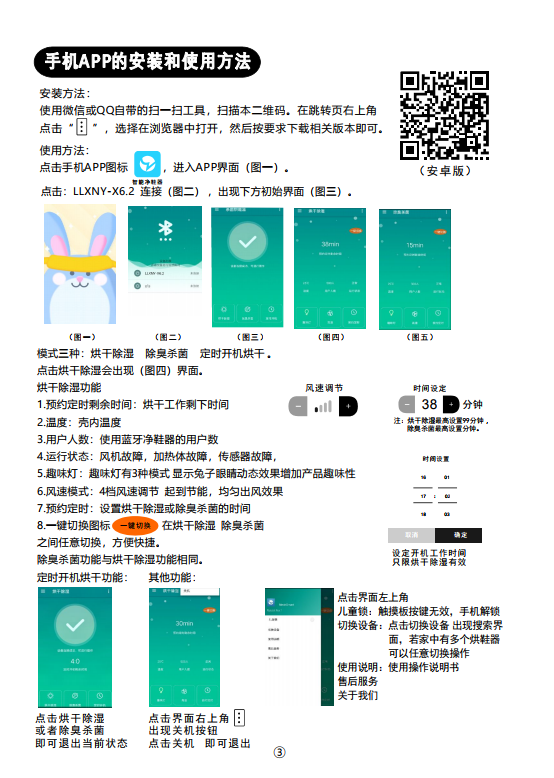 手机APP的安装和使用方法
安装方法：
使用微信或QQ自带的扫一扫工具，扫描本二维码。在跳转页右上角
点击“ ⋮ ”，选择在浏览器中打开，然后按要求下载相关版本即可。
（安卓版）
使用方法：
点击手机APP图标 ，进入APP界面（图一）。
智能净鞋器
点击：LLXNY-X6.2 连接（图二），出现下方初始界面（图三）。
LLXNY-X6.2
38min
15min
（图一） （图二） （图三） （图四） （图五）
模式三种：烘干除湿 除臭杀菌 定时开机烘干。
点击烘干除湿会出现（图四）界面。
烘干除湿功能
1.预约定时剩余时间：烘干工作剩下时间
2.温度：壳内温度
3.用户人数：使用蓝牙净鞋器的用户数
4.运行状态：风机故障，加热体故障，传感器故障，
5.趣味灯：趣味灯有3种模式 显示兔子眼睛动态效果增加产品趣味性
6.风速模式：4档风速调节 起到节能，均匀出风效果
7.预约定时：设置烘干除湿或除臭杀菌的时间
8.一键切换图标 一键切换 在烘干除湿 除臭杀菌
之间任意切换，方便快捷。
除臭杀菌功能与烘干除湿功能相同。
风速调节
− +
时间设定
− 38 + 分钟
注：烘干除湿最高设置99分钟，
除臭杀菌最高设置分钟。
时间设置
16 01
17 : 02
18 03
取消 确定
设定开机工作时间
只限烘干除湿有效
定时开机烘干功能： 其他功能：
40
30min
点击烘干除湿
或者除臭杀菌
即可退出当前状态
点击界面右上角 ⋮
出现关机按钮
点击关机 即可退出
点击界面左上角
儿童锁：触摸板按键无效，手机解锁
切换设备：点击切换设备 出现搜索界
面，若家中有多个烘鞋器
可以任意切换操作
使用说明：使用操作说明书
售后服务
关于我们
③